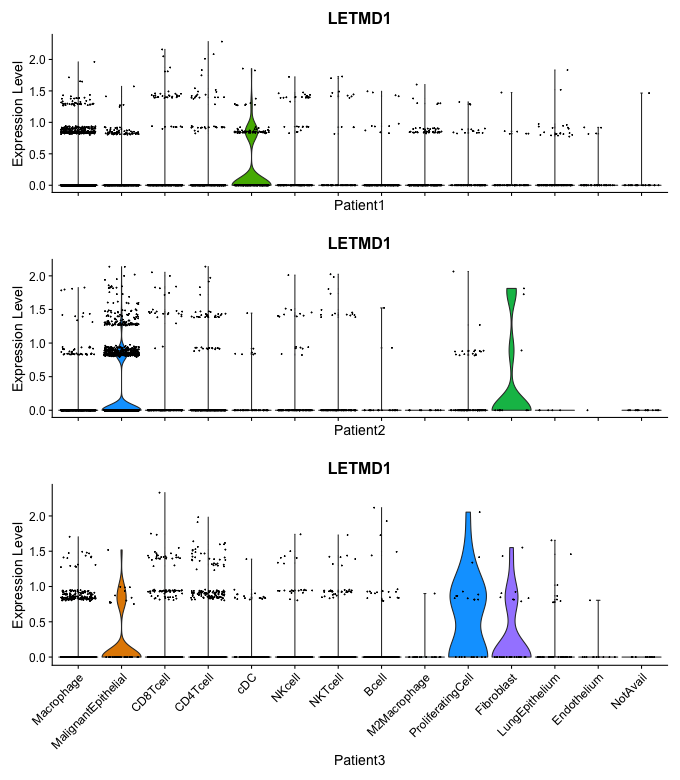 LETMD1
Expression Level
2.0
1.5
1.0
0.5
0.0
Patient1
LETMD1
Expression Level
2.0
1.5
1.0
0.5
0.0
Patient2
LETMD1
Expression Level
2.0
1.5
1.0
0.5
0.0
Macrophage
MalignantEpithelial
CD8Tcell
CD4Tcell
cDC
NKcell
NKTcell
Bcell
M2Macrophage
ProliferatingCell
Fibroblast
LungEpithelium
Endothelium
NotAvail
Patient3